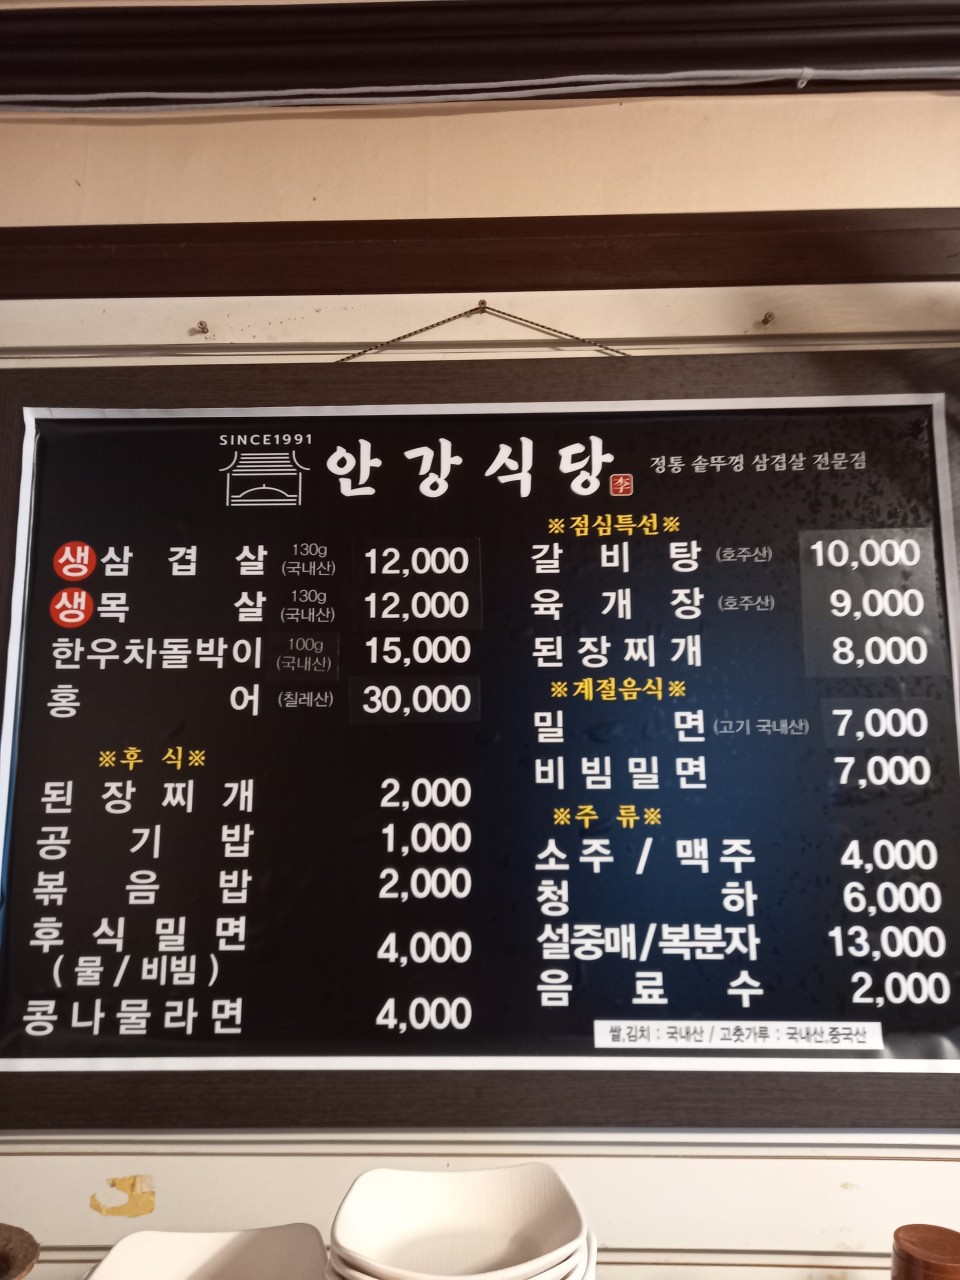 SINCE1991
안강식당 李 정통 솥뚜껑 삼겹살 전문점
생삼겹살 130g (국내산) 12,000
생목살 130g (국내산) 12,000
한우차돌박이 100g (국내산) 15,000
홍어 (칠레산) 30,000
※후 식※
된장찌개 2,000
공기밥 1,000
볶음밥 2,000
후식밀면 4,000
(물/비빔)
콩나물라면 4,000
※점심특선※
갈비탕 (호주산) 10,000
육개장 (호주산) 9,000
된장찌개 8,000
※계절음식※
밀면 (고기 국내산) 7,000
비빔밀면 7,000
※주 류※
소주/맥주 4,000
청하 6,000
설중매/복분자 13,000
음료수 2,000
쌀,김치 : 국내산 / 고춧가루 : 국내산,중국산